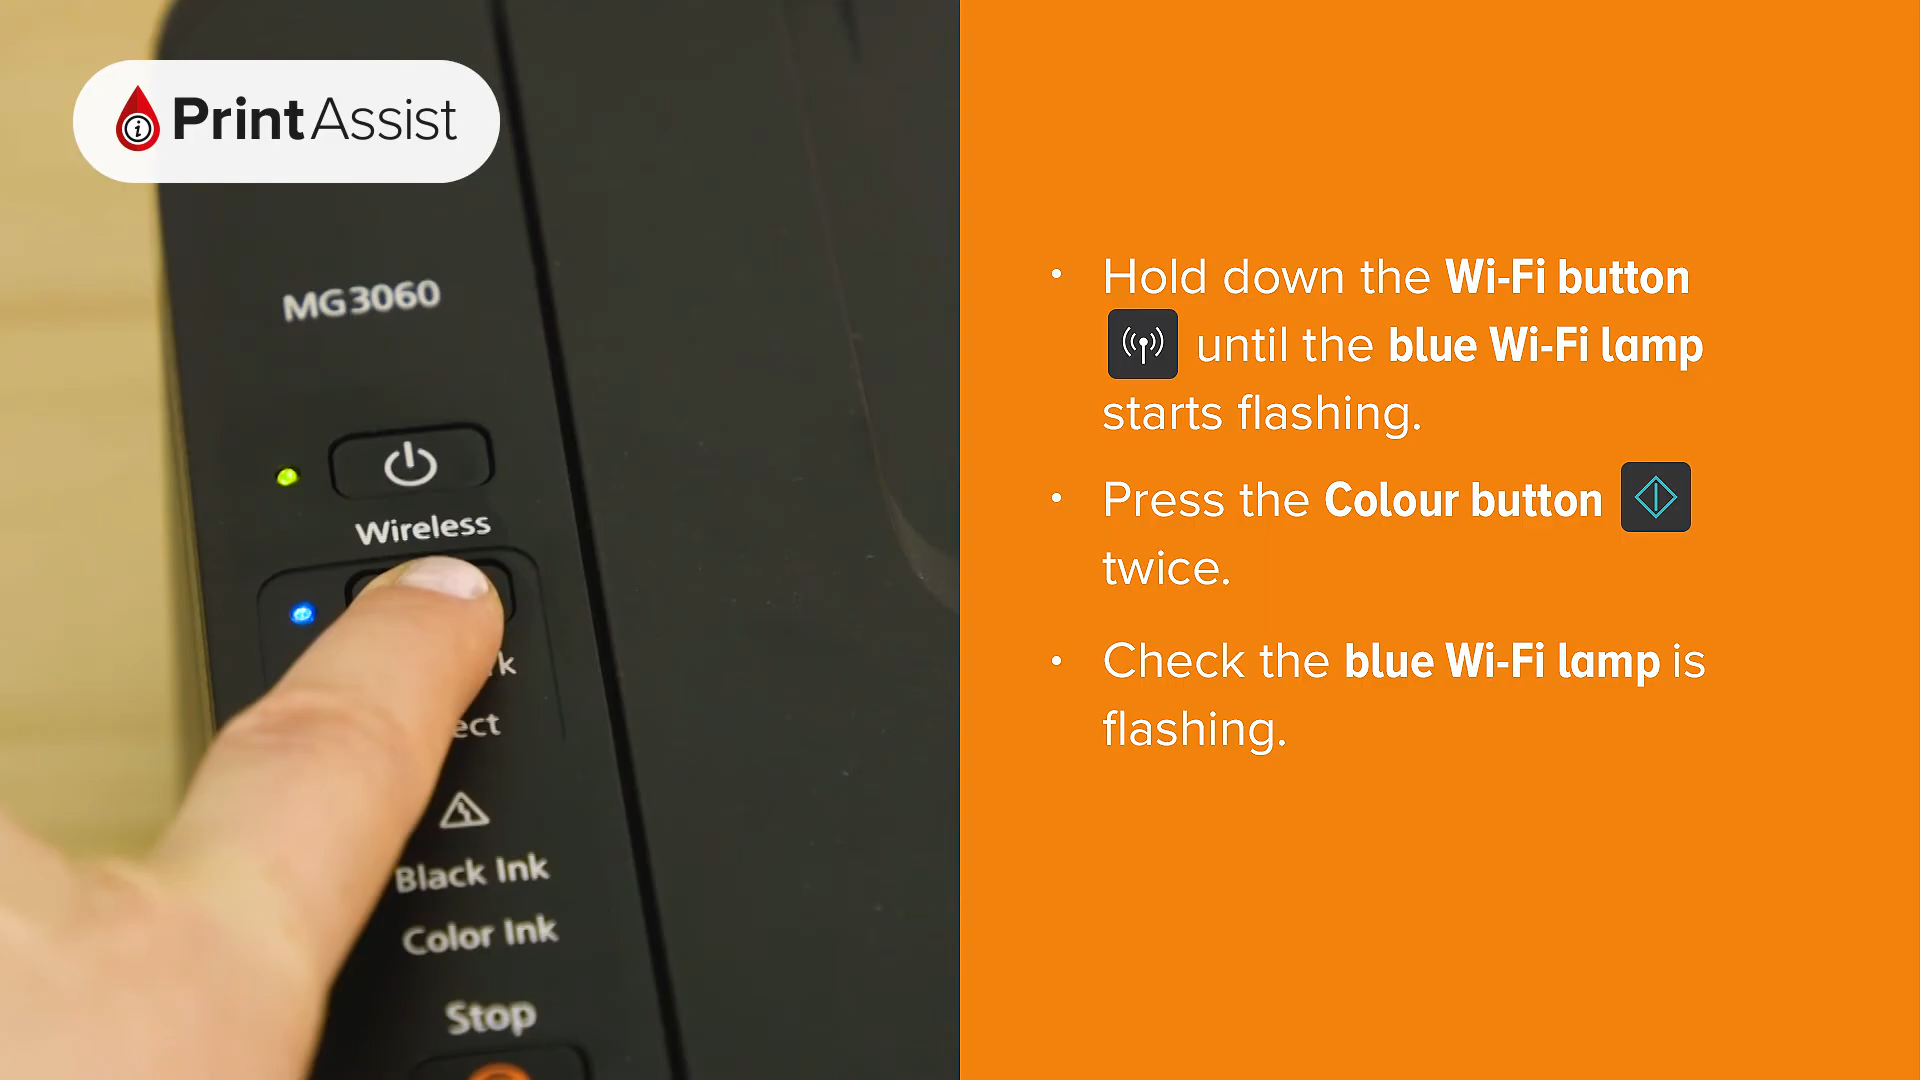 PrintAssist
MG3060
Wireless
Black Ink
Color Ink
Stop
• Hold down the Wi-Fi button
until the blue Wi-Fi lamp
starts flashing.
• Press the Colour button
twice.
• Check the blue Wi-Fi lamp is
flashing.